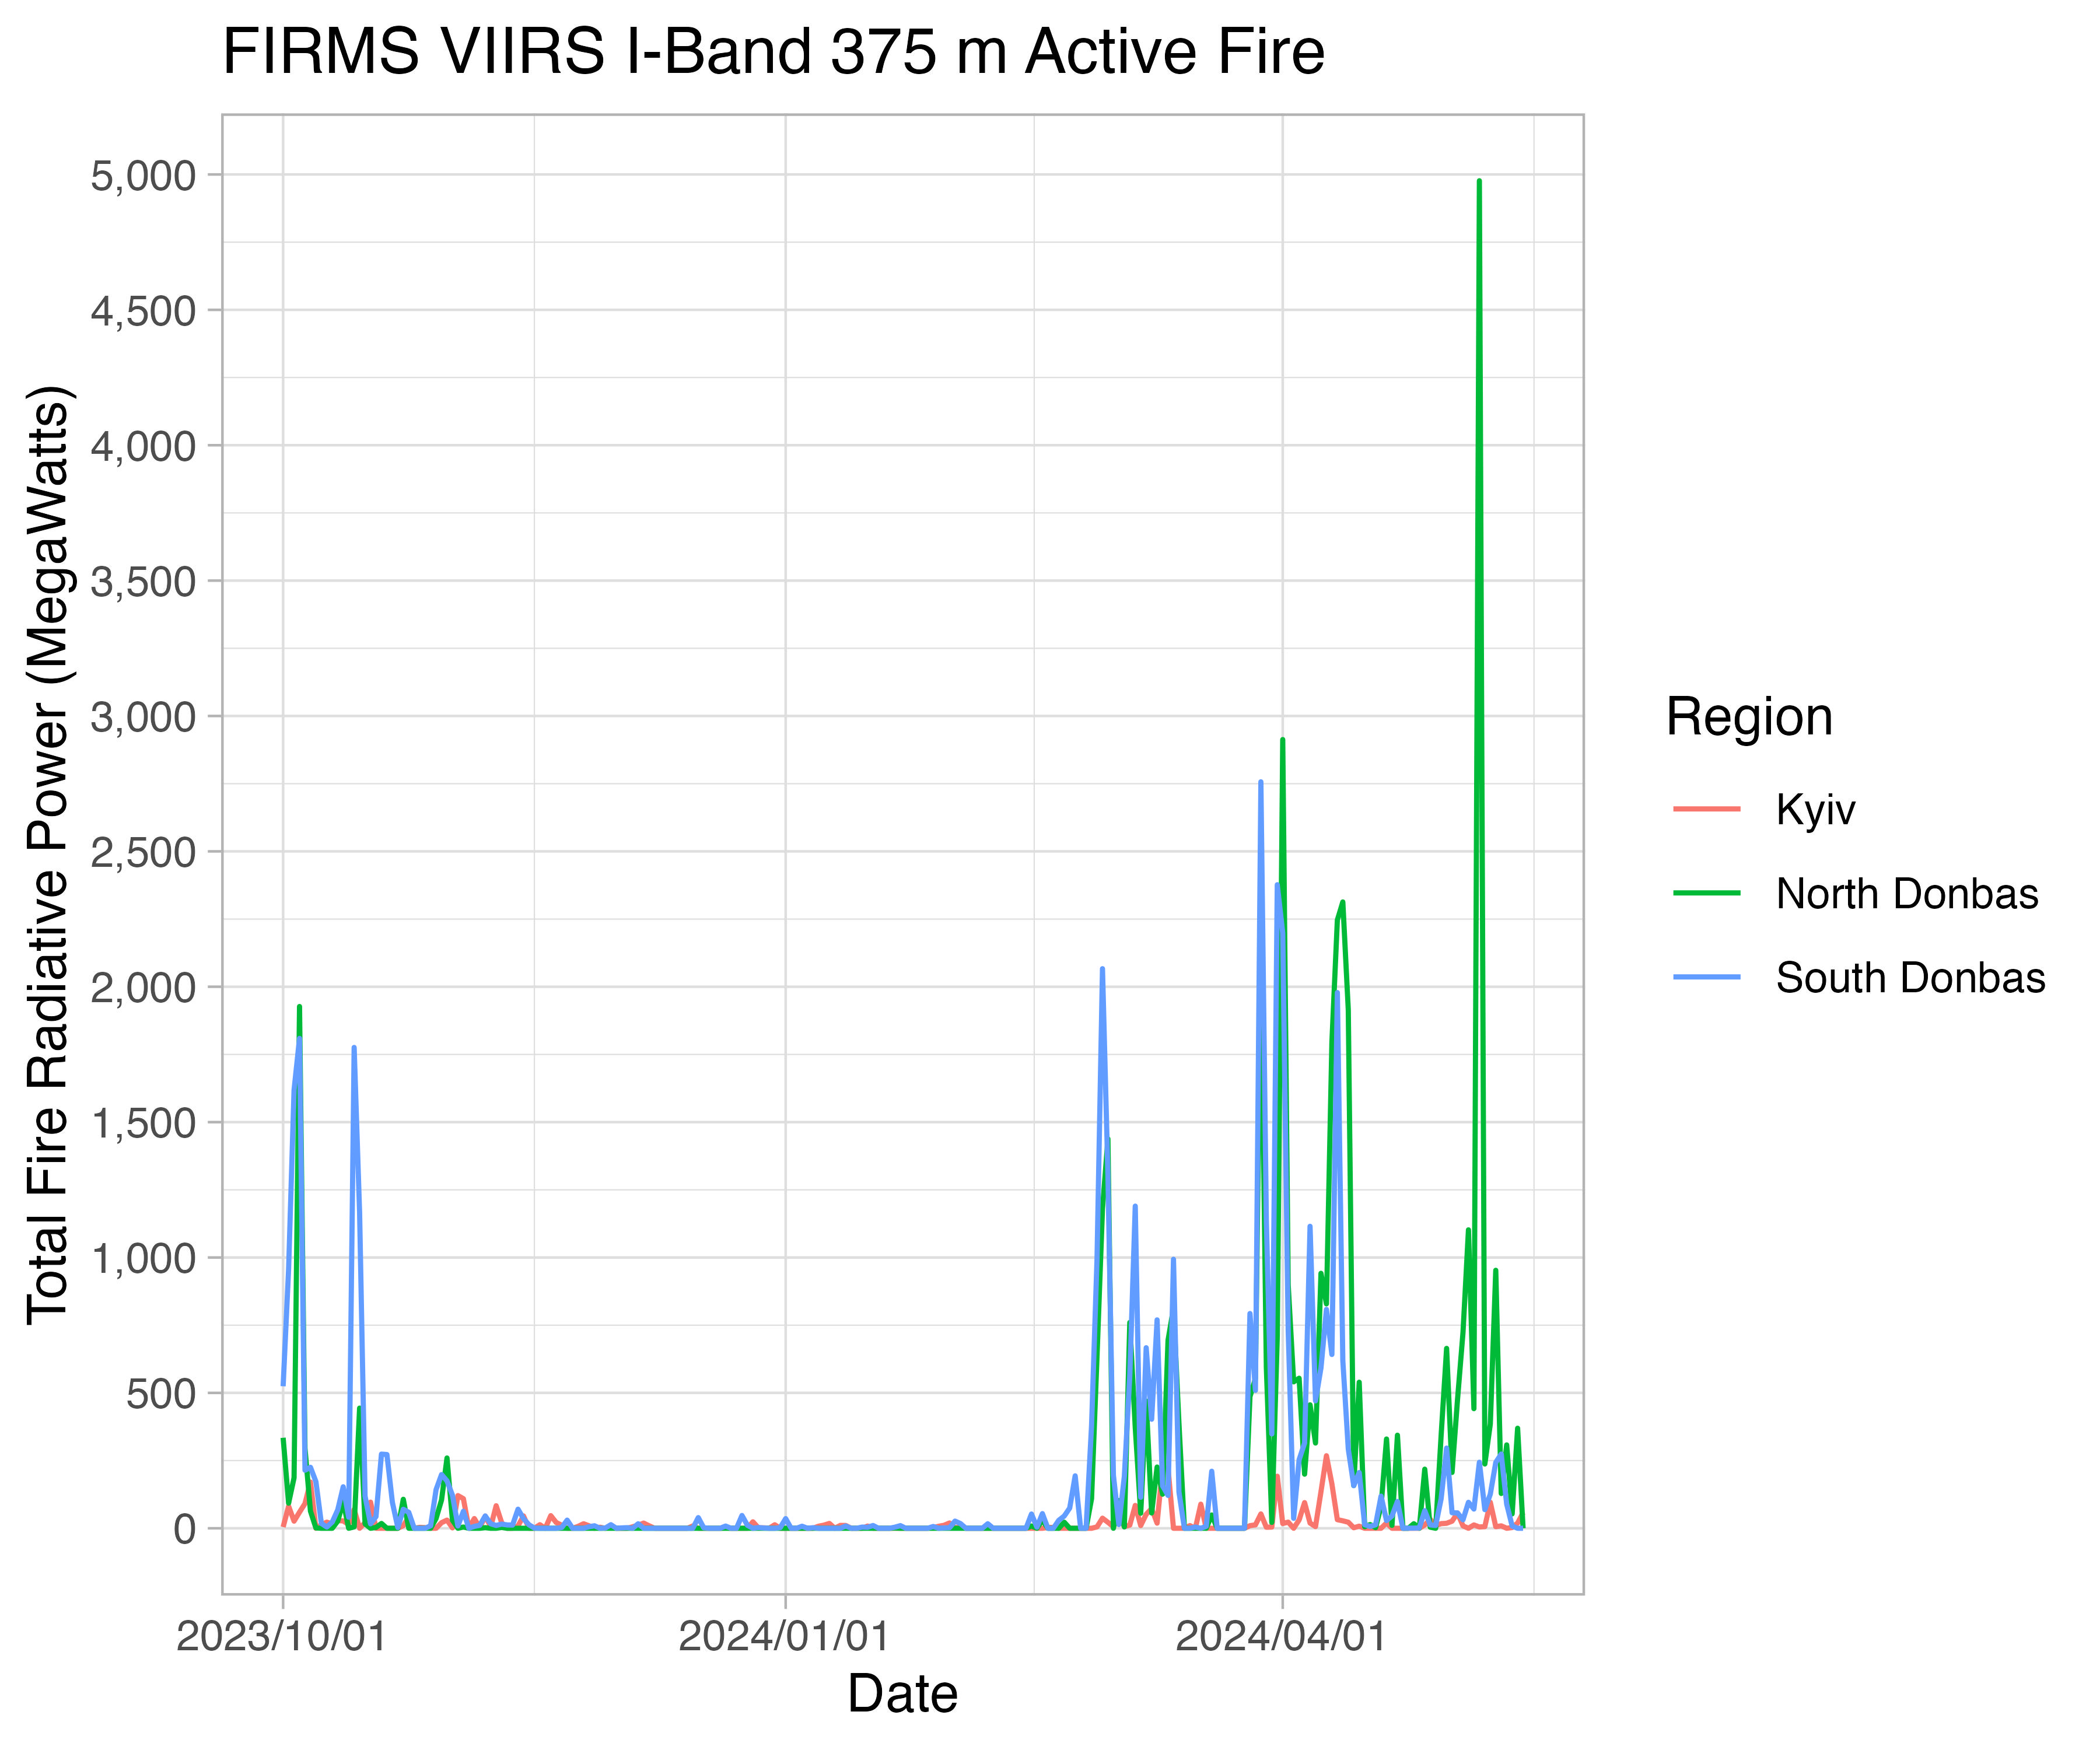 FIRMS VIIRS I-Band 375 m Active Fire
Total Fire Radiative Power (MegaWatts)
5,000
4,500
4,000
3,500
3,000
2,500
2,000
1,500
1,000
500
0
2023/10/01
2024/01/01
2024/04/01
Date
Region
Kyiv
North Donbas
South Donbas